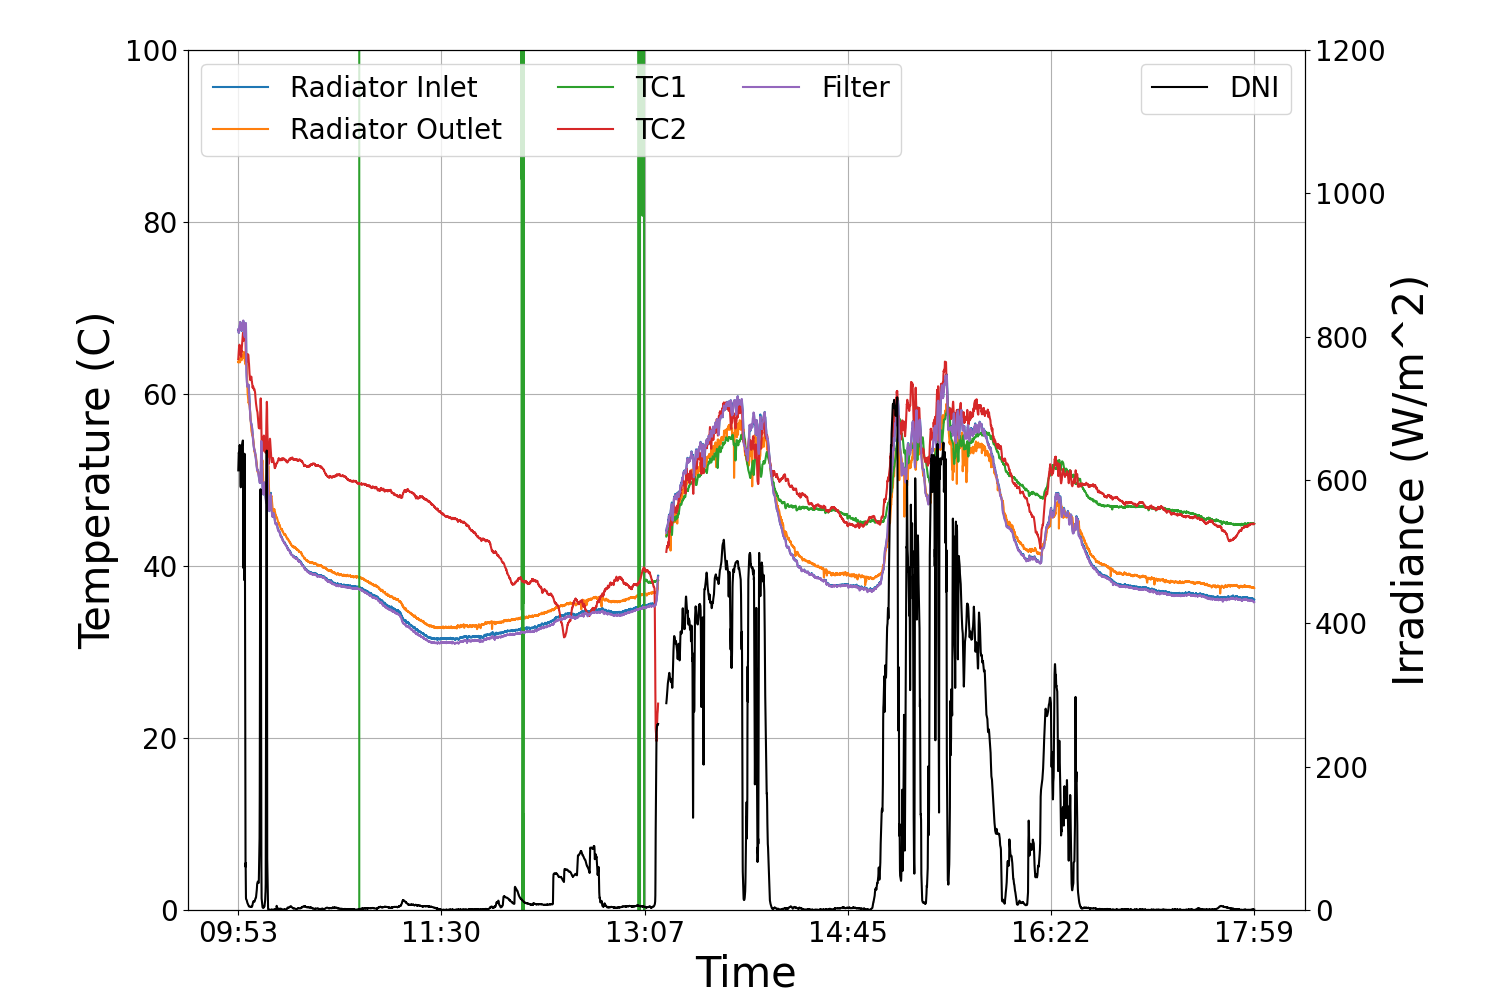 Radiator Inlet
Radiator Outlet
TC1
TC2
Filter
DNI
100
80
60
40
20
0
Temperature (C)
1200
1000
800
600
400
200
0
Irradiance (W/m^2)
09:53 11:30 13:07 14:45 16:22 17:59
Time